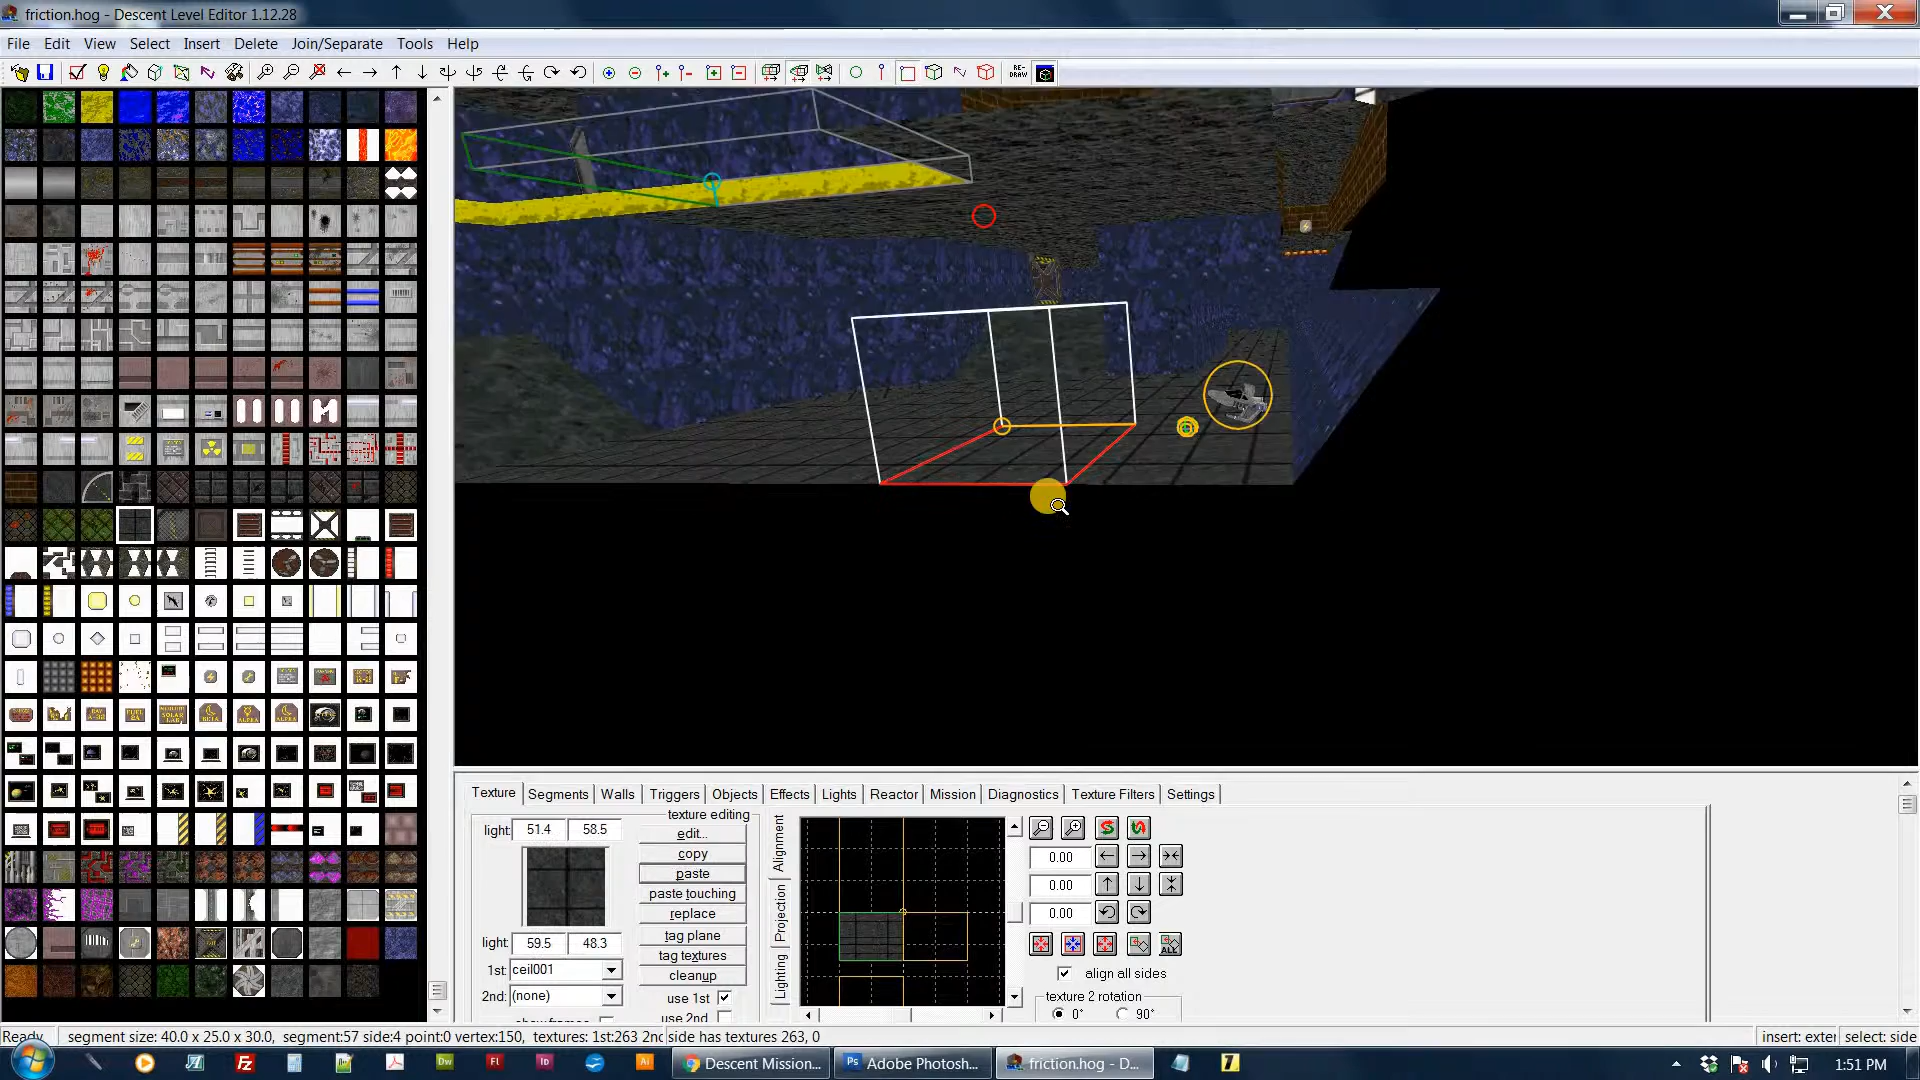 friction.hog - Descent Level Editor 1.12.28
File Edit View Select Insert Delete Join/Separate Tools Help
RE-
DRAW
Texture Segments Walls Triggers Objects Effects Lights Reactor Mission Diagnostics Texture Filters Settings
texture editing
light: 51.4 58.5
edit...
copy
paste
paste touching
replace
tag plane
light: 59.5 48.3
tag textures
1st: ceil001
cleanup
2nd: (none)
use 1st
use 2nd
show frames
Alignment
Projection
Lighting
0.00
0.00
0.00
ALL
align all sides
texture 2 rotation
0° 90°
Ready
segment size: 40.0 x 25.0 x 30.0, segment:57 side:4 point:0 vertex:150, textures: 1st:263 2nd
side has textures 263, 0
insert: exter
select: side
Descent Mission...
Adobe Photosh...
friction.hog - D...
1:51 PM